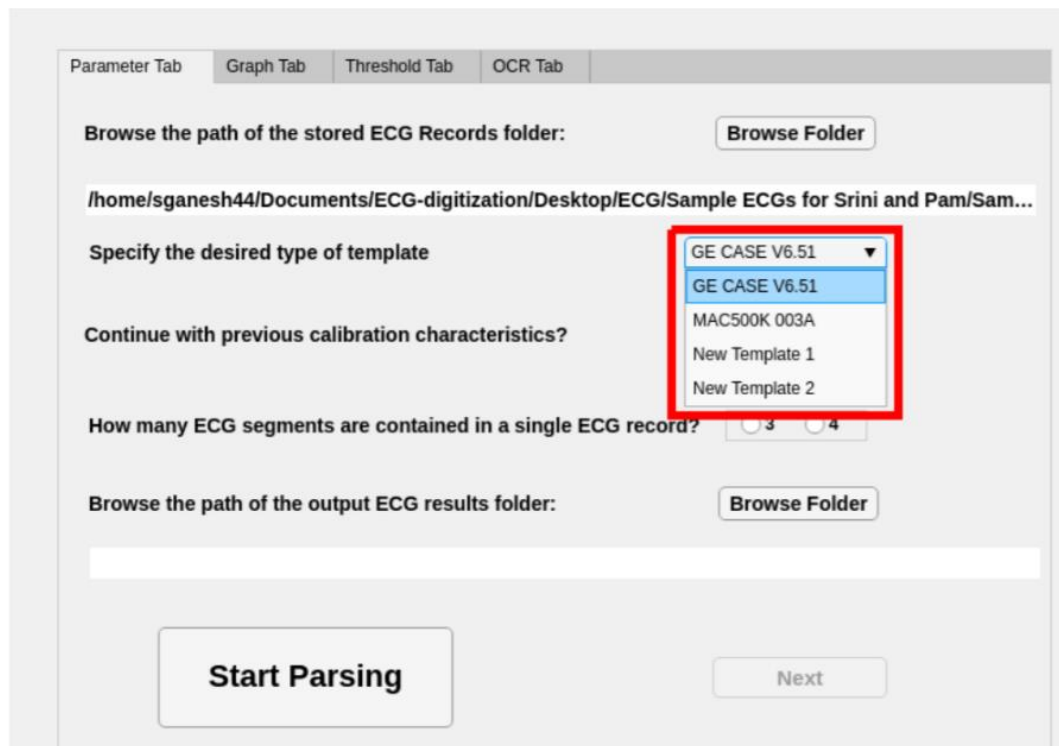 Parameter Tab Graph Tab Threshold Tab OCR Tab
Browse the path of the stored ECG Records folder: Browse Folder
/home/sganesh44/Documents/ECG-digitization/Desktop/ECG/Sample ECGs for Srini and Pam/Sam...
Specify the desired type of template GE CASE V6.51
GE CASE V6.51
MAC500K 003A
Continue with previous calibration characteristics?
New Template 1
New Template 2
How many ECG segments are contained in a single ECG record? 3 4
Browse the path of the output ECG results folder: Browse Folder
Start Parsing Next